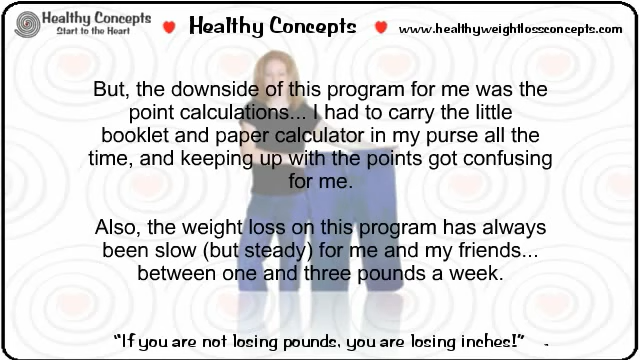 Healthy Concepts
Start to the Heart
Healthy Concepts
www.healthyweightlossconcepts.com
But, the downside of this program for me was the
point calculations... I had to carry the little
booklet and paper calculator in my purse all the
time, and keeping up with the points got confusing
for me.
Also, the weight loss on this program has always
been slow (but steady) for me and my friends...
between one and three pounds a week.
“If you are not losing pounds, you are losing inches!”